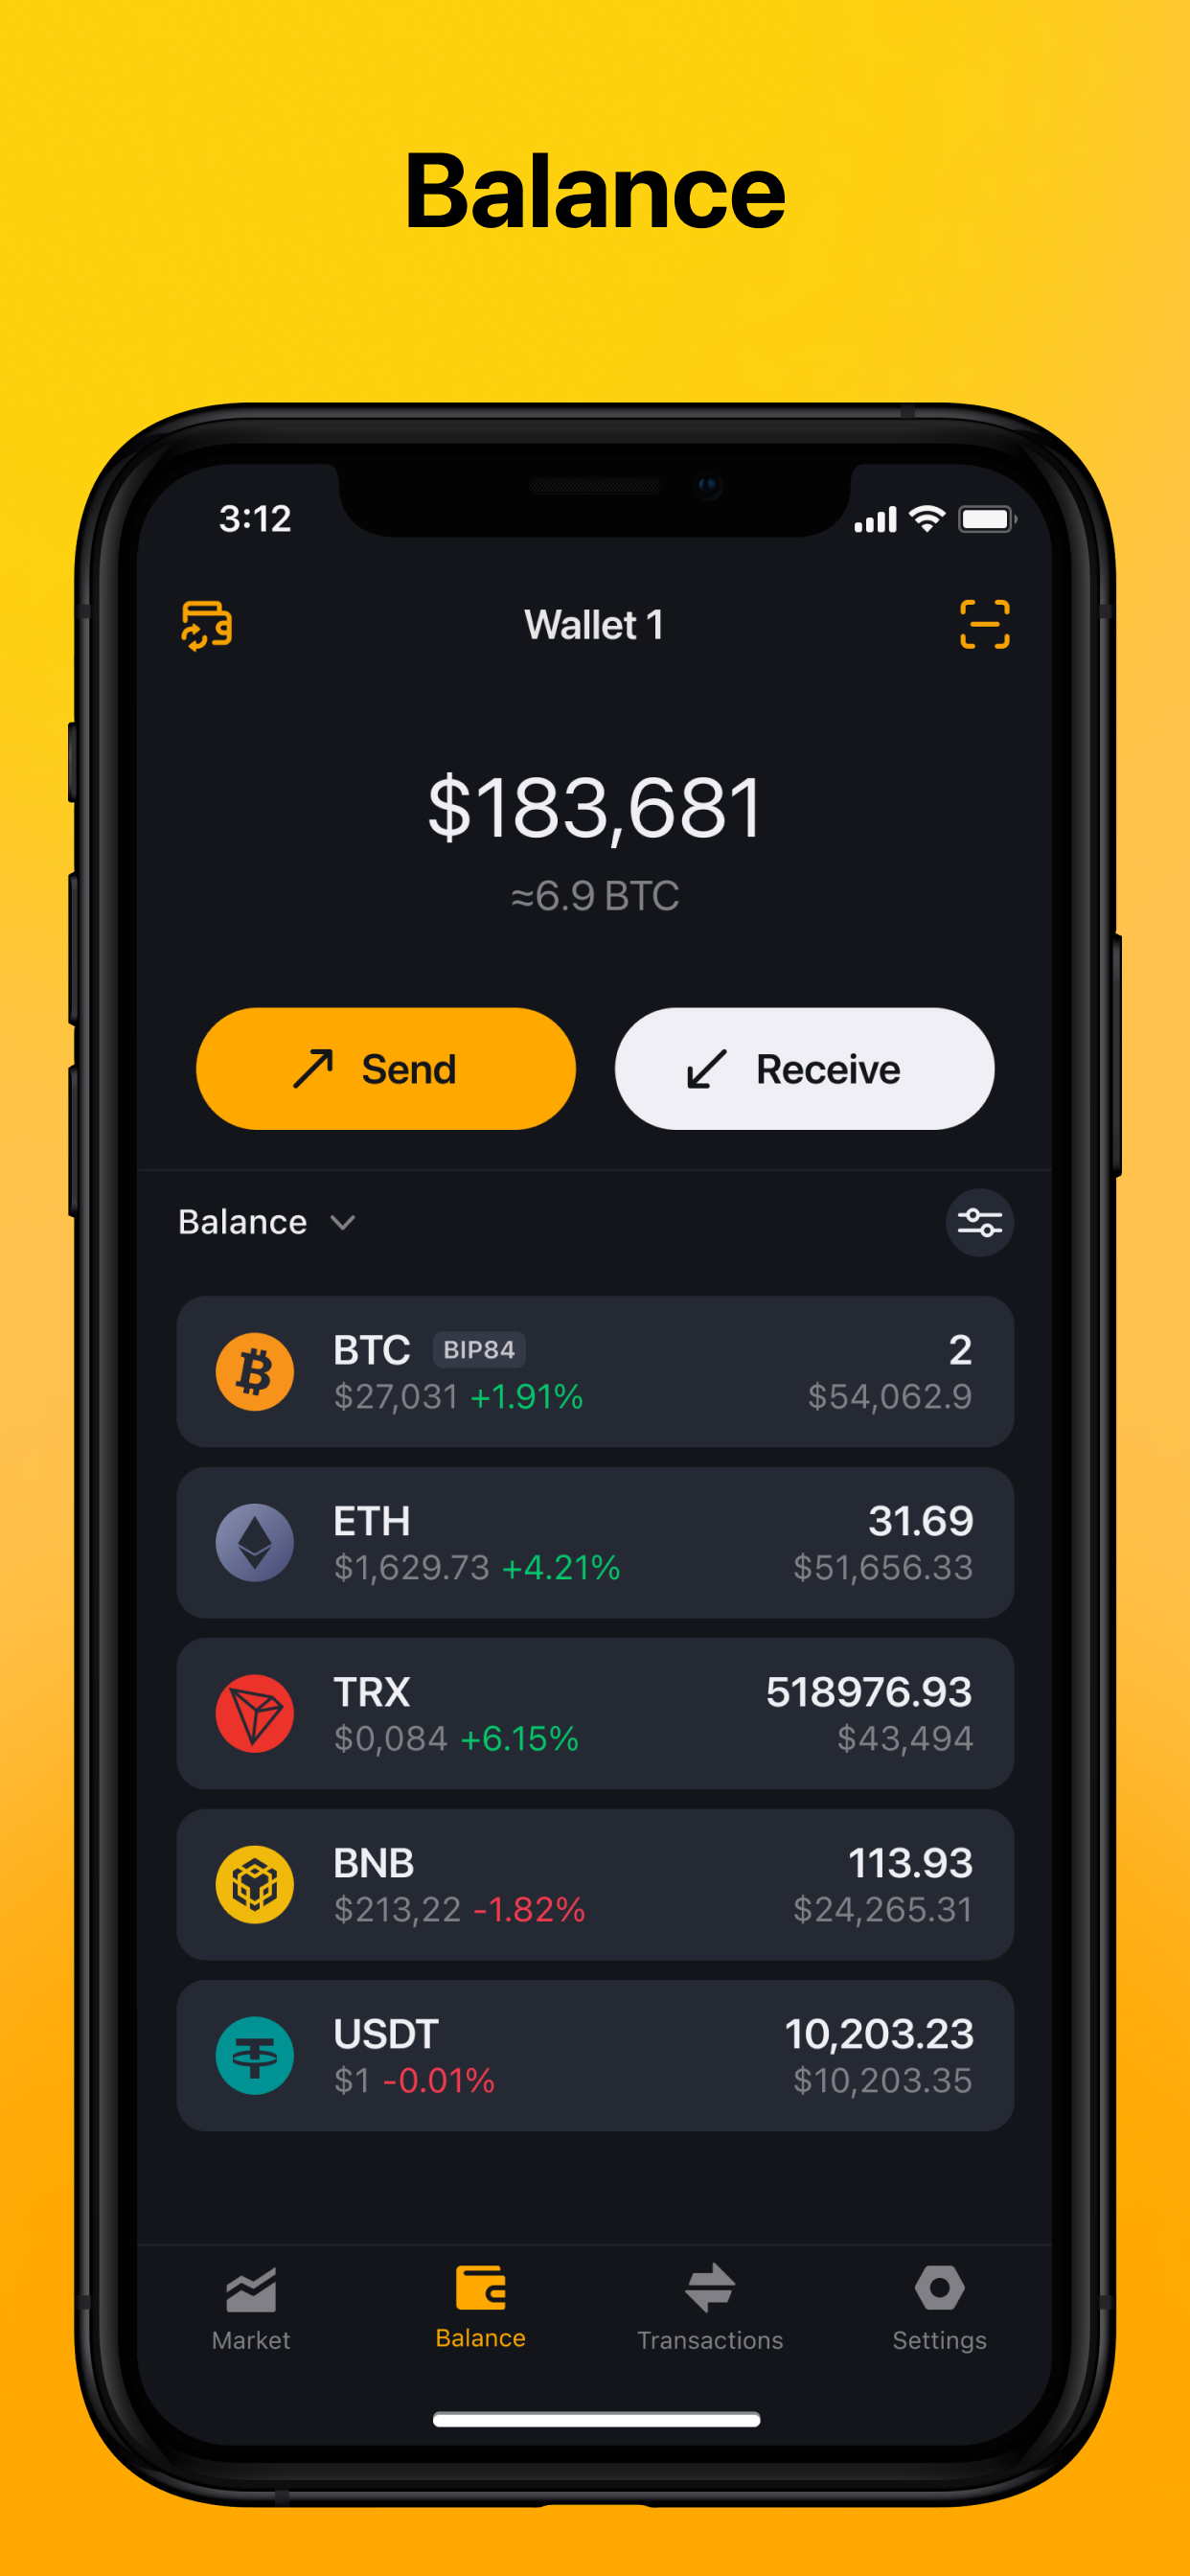 Balance
3:12
Wallet 1
$183,681
≈6.9 BTC
Send
Receive
Balance
BTC BIP84 2
$27,031 +1.91% $54,062.9
ETH 31.69
$1,629.73 +4.21% $51,656.33
TRX 518976.93
$0,084 +6.15% $43,494
BNB 113.93
$213,22 -1.82% $24,265.31
USDT 10,203.23
$1 -0.01% $10,203.35
Market
Balance
Transactions
Settings